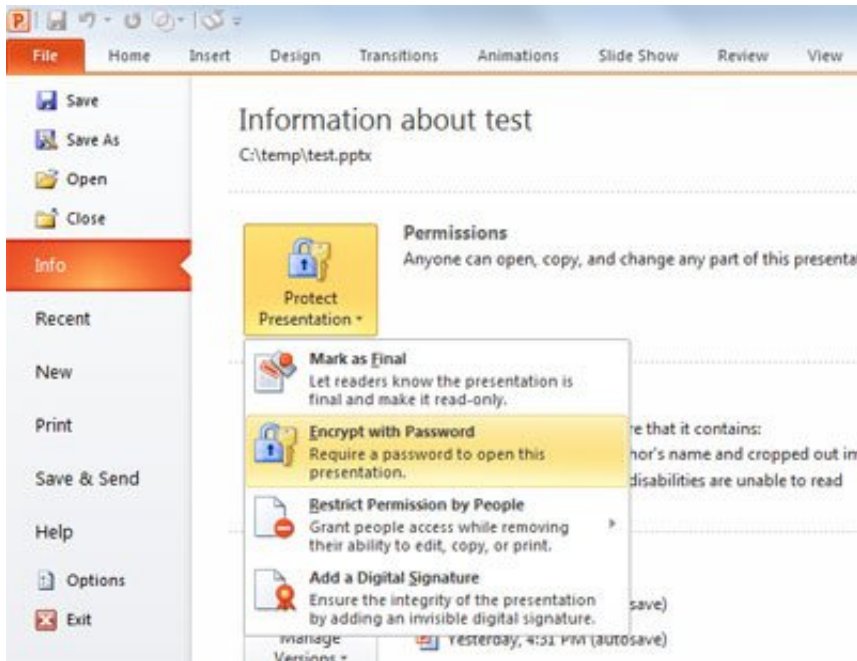 File Home Insert Design Transitions Animations Slide Show Review View
Save
Save As
Open
Close
Info
Recent
New
Print
Save & Send
Help
Options
Exit
Information about test
C:\temp\test.pptx
Protect
Presentation
Permissions
Anyone can open, copy, and change any part of this presenta
Mark as Final
Let readers know the presentation is
final and make it read-only.
Encrypt with Password
Require a password to open this
presentation.
Restrict Permission by People
Grant people access while removing
their ability to edit, copy, or print.
Add a Digital Signature
Ensure the integrity of the presentation
by adding an invisible digital signature.
re that it contains:
hor's name and cropped out im
disabilities are unable to read
save)
Manage
Versions
Yesterday, 4:31 PM (autosave)